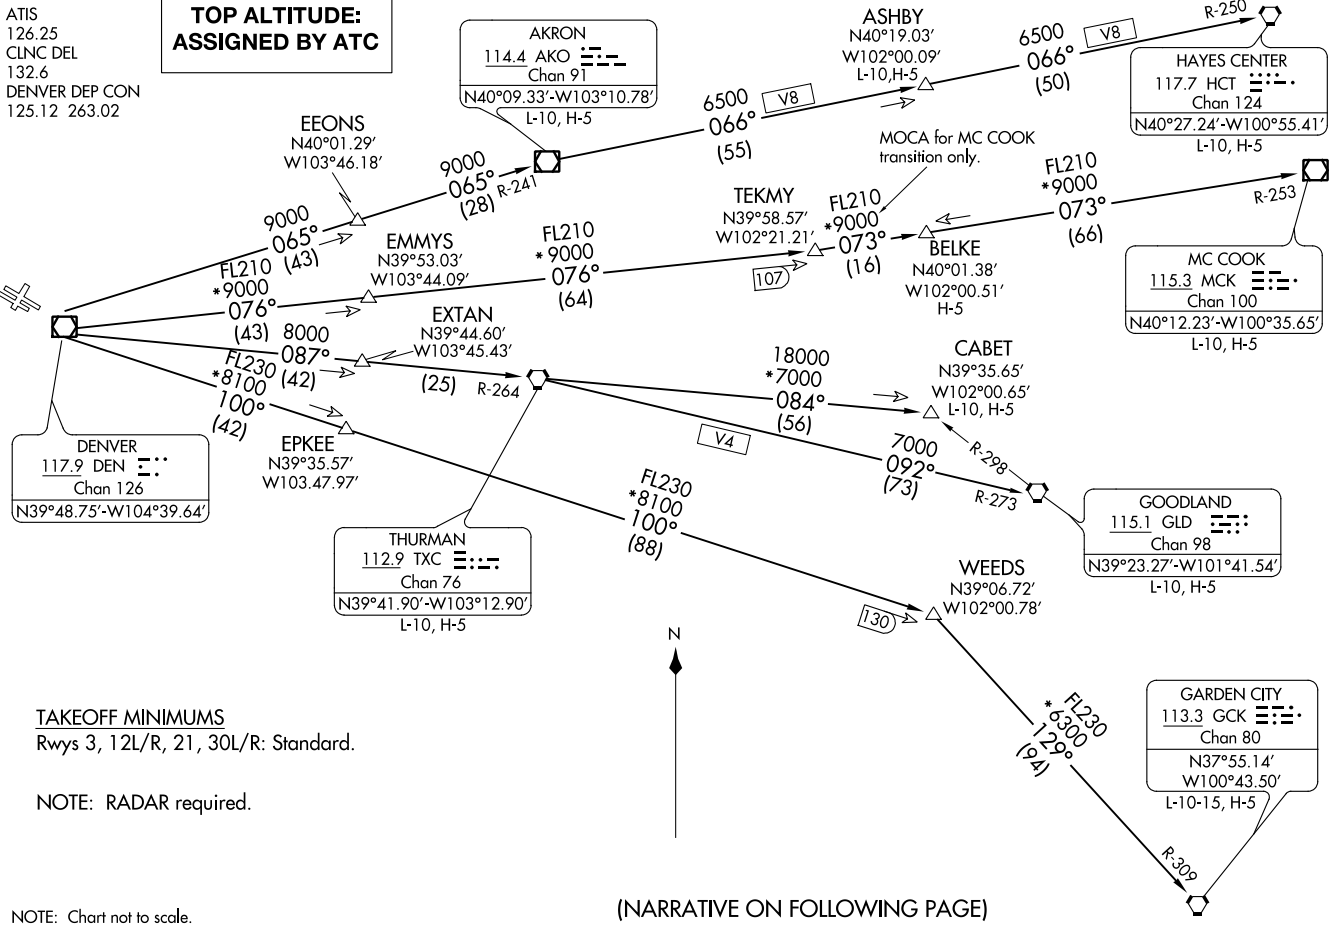 ATIS
126.25
CLNC DEL
132.6
DENVER DEP CON
125.12 263.02
TOP ALTITUDE:
ASSIGNED BY ATC
AKRON
114.4 AKO
Chan 91
N40°09.33'-W103°10.78'
L-10, H-5
ASHBY
N40°19.03'
W102°00.09'
L-10,H-5
6500
V8
066°
(50)
R-250
HAYES CENTER
117.7 HCT
Chan 124
N40°27.24'-W100°55.41'
L-10, H-5
EEONS
N40°01.29'
W103°46.18'
9000
065°
(28)
R-241
6500
V8
066°
(55)
MOCA for MC COOK
transition only.
9000
065°
(43)
EMMYS
N39°53.03'
W103°44.09'
FL210
*9000
076°
(64)
TEKMY
N39°58.57'
W102°21.21'
107
FL210
*9000
073°
(16)
BELKE
N40°01.38'
W102°00.51'
H-5
FL210
*9000
073°
(66)
R-253
MC COOK
115.3 MCK
Chan 100
N40°12.23'-W100°35.65'
L-10, H-5
FL210
*9000
076°
(43)
EXTAN
N39°44.60'
W103°45.43'
8000
087°
(42)
(25)
R-264
FL230
*8100
100°
(42)
EPKEE
N39°35.57'
W103.47.97'
DENVER
117.9 DEN
Chan 126
N39°48.75'-W104°39.64'
18000
*7000
084°
(56)
CABET
N39°35.65'
W102°00.65'
L-10, H-5
V4
7000
092°
(73)
R-298
R-273
GOODLAND
115.1 GLD
Chan 98
N39°23.27'-W101°41.54'
L-10, H-5
THURMAN
112.9 TXC
Chan 76
N39°41.90'-W103°12.90'
L-10, H-5
FL230
*8100
100°
(88)
WEEDS
N39°06.72'
W102°00.78'
130
N
FL230
*6300
129°
(94)
R-309
GARDEN CITY
113.3 GCK
Chan 80
N37°55.14'
W100°43.50'
L-10-15, H-5
TAKEOFF MINIMUMS
Rwys 3, 12L/R, 21, 30L/R: Standard.
NOTE: RADAR required.
NOTE: Chart not to scale.
(NARRATIVE ON FOLLOWING PAGE)